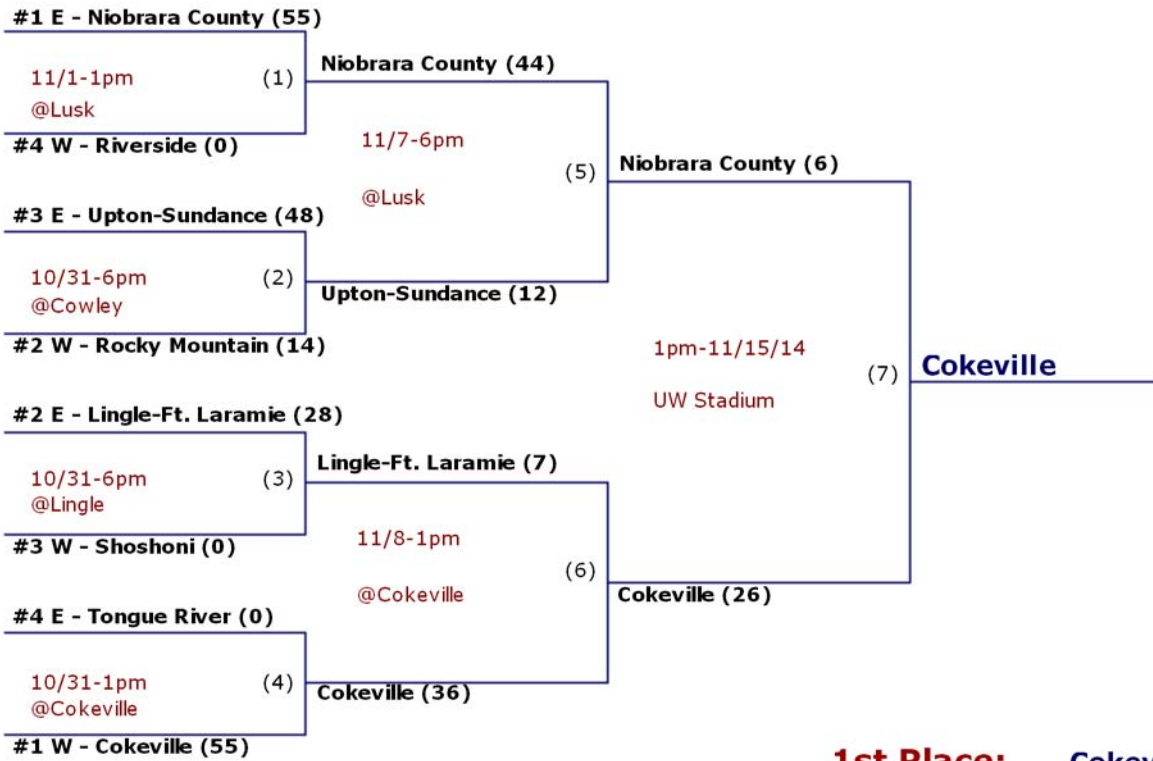 #1 E - Niobrara County (55)
11/1-1pm
(1)
@Lusk
#4 W - Riverside (0)
Niobrara County (44)
11/7-6pm
(5)
@Lusk
#3 E - Upton-Sundance (48)
10/31-6pm
(2)
@Cowley
#2 W - Rocky Mountain (14)
Upton-Sundance (12)
Niobrara County (6)
1pm-11/15/14
(7)
UW Stadium
Cokeville
#2 E - Lingle-Ft. Laramie (28)
10/31-6pm
(3)
@Lingle
#3 W - Shoshoni (0)
Lingle-Ft. Laramie (7)
11/8-1pm
(6)
@Cokeville
Cokeville (26)
#4 E - Tongue River (0)
10/31-1pm
(4)
@Cokeville
#1 W - Cokeville (55)
Cokeville (36)
1st Place: